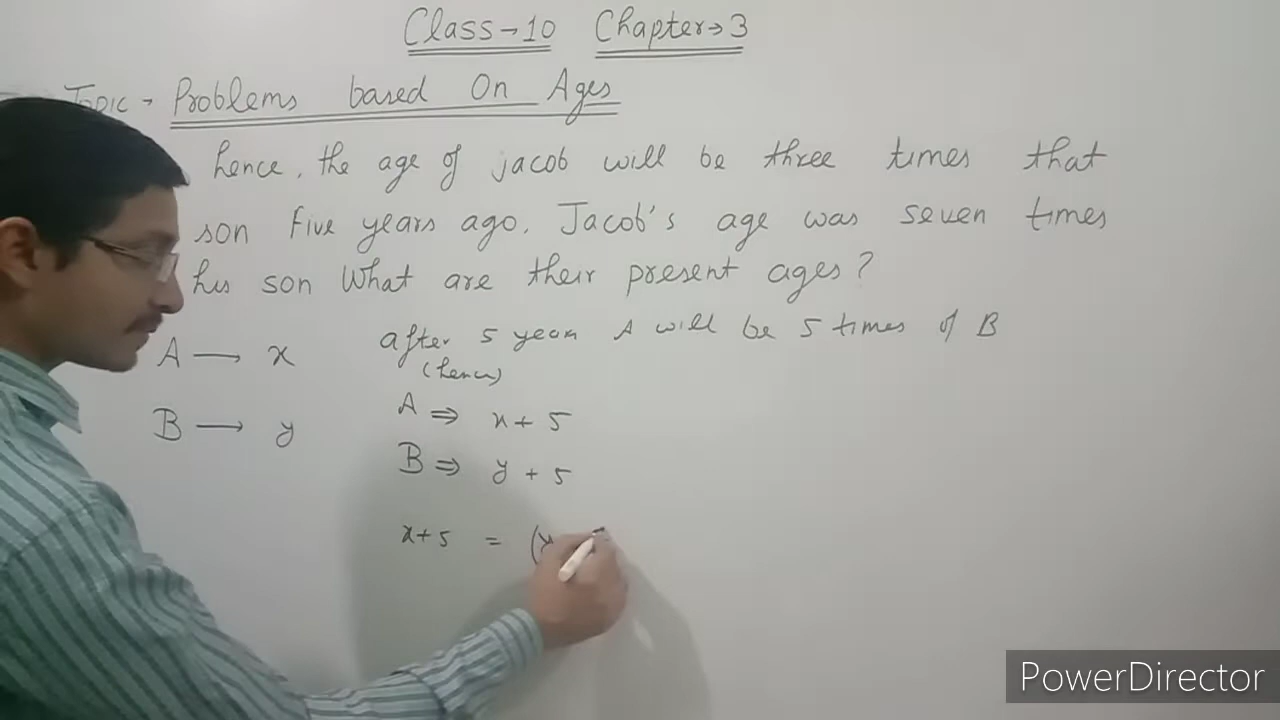 Class → 10 Chapter → 3
Topic - Problems based On Ages
hence, the age of jacob will be three times that
son five years ago. Jacob's age was seven times
his son What are their present ages?
after 5 years A will be 5 times of B
(hence)
A → x
B → y
A ⇒ x + 5
B ⇒ y + 5
x + 5 = (y
PowerDirector